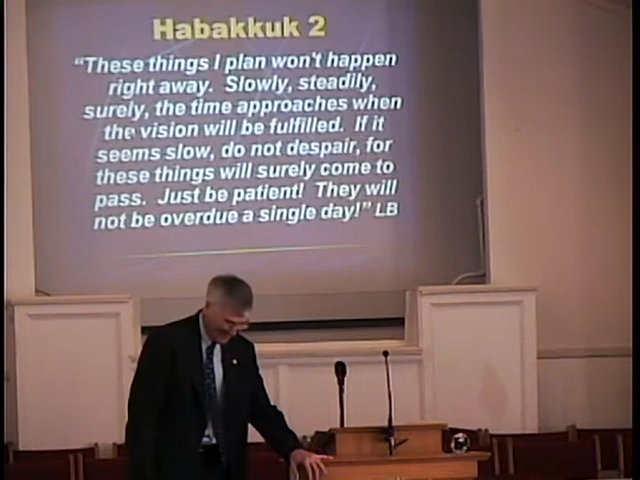 Habakkuk 2
“These things I plan won't happen
right away. Slowly, steadily,
surely, the time approaches when
the vision will be fulfilled. If it
seems slow, do not despair, for
these things will surely come to
pass. Just be patient! They will
not be overdue a single day!” LB